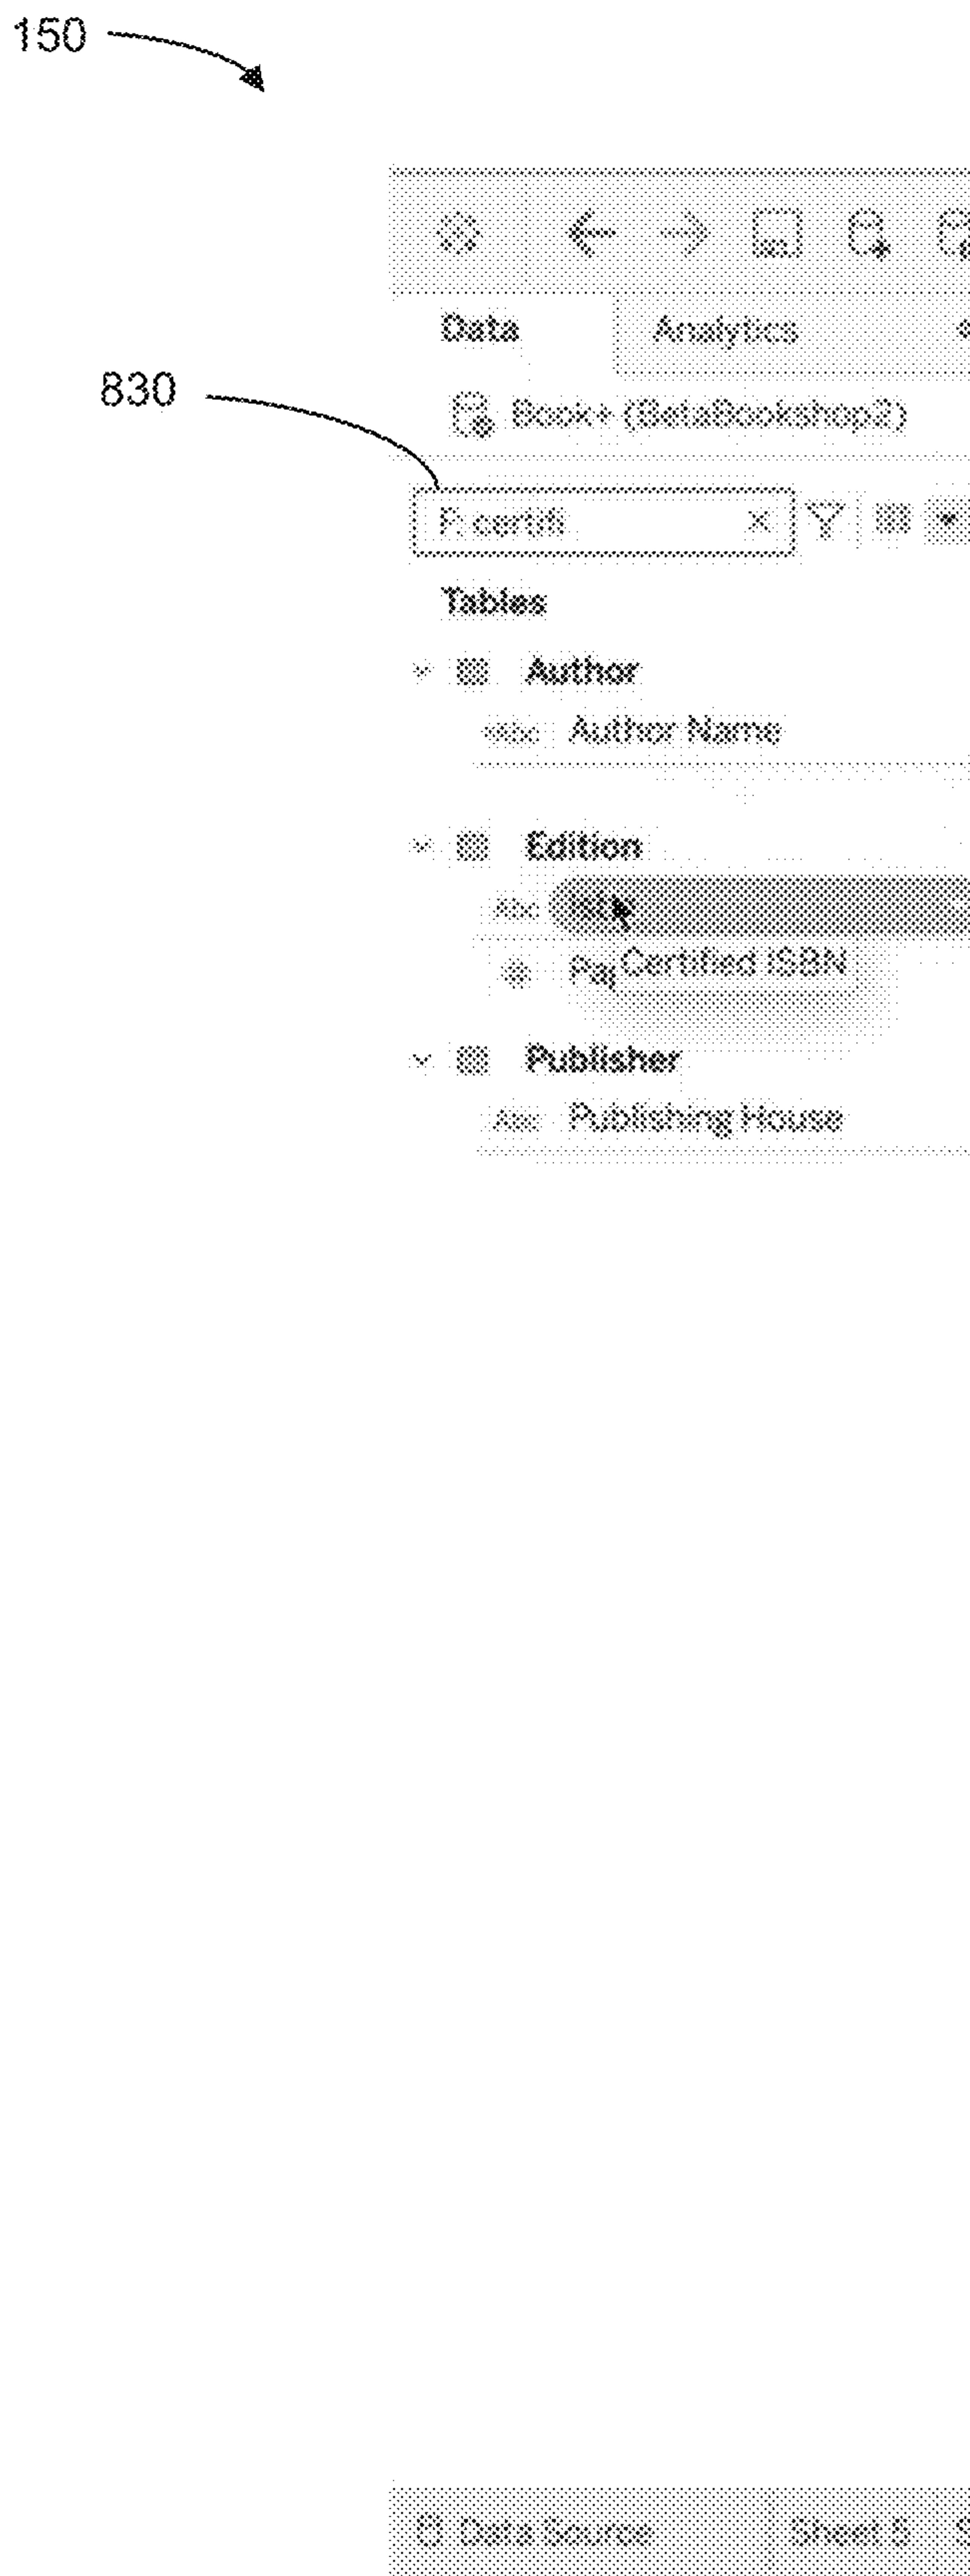 150
Data Analytics
830
Book+ (BetaBookshop2)
F: certifi
Tables
Author
Abc Author Name
Edition
Abc
Certified ISBN
Publisher
Abc Publishing House
Data Source Sheet 5